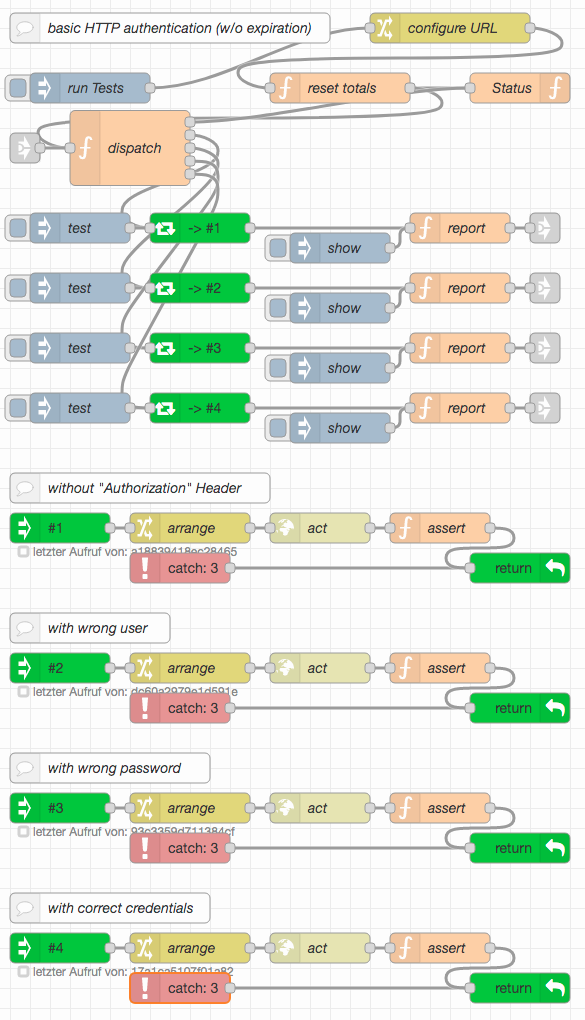 basic HTTP authentication (w/o expiration)
configure URL
run Tests
reset totals
Status
dispatch
test
-> #1
report
show
test
-> #2
report
show
test
-> #3
report
show
test
-> #4
report
show
without "Authorization" Header
#1
arrange
act
assert
letzter Aufruf von: a18839418ec28465
catch: 3
return
with wrong user
#2
arrange
act
assert
letzter Aufruf von: dc60a2979e1d591e
catch: 3
return
with wrong password
#3
arrange
act
assert
letzter Aufruf von: 93c3359d711384cf
catch: 3
return
with correct credentials
#4
arrange
act
assert
letzter Aufruf von:
catch: 3
return